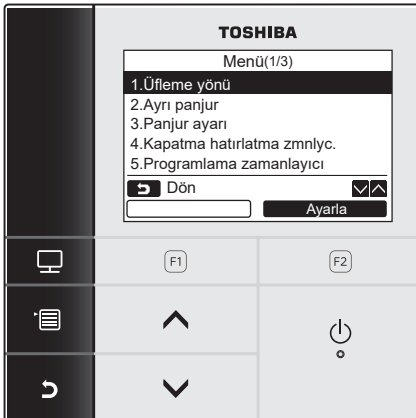 TOSHIBA
Menü(1/3)
1.Üfleme yönü
2.Ayrı panjur
3.Panjur ayarı
4.Kapatma hatırlatma zmnlyc.
5.Programlama zamanlayıcı
Dön
Ayarla
F1 F2